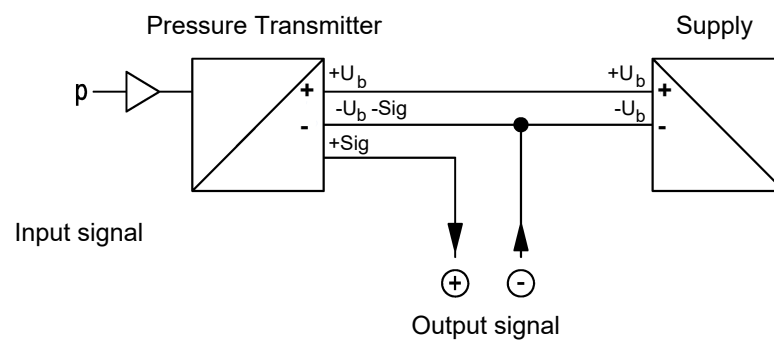 Pressure Transmitter Supply
+U_b +U_b
p + +
-U_b -Sig -U_b
- -
+Sig
Input signal
+ -
Output signal